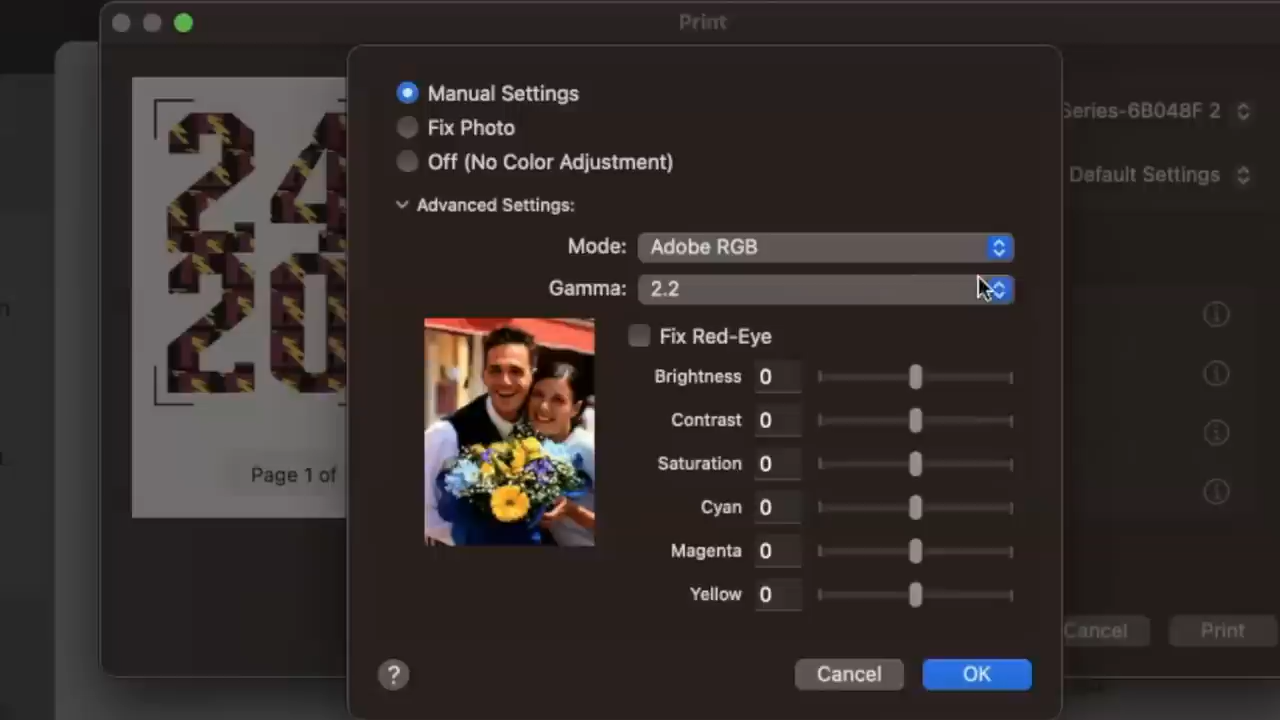 Print
Manual Settings
Fix Photo
Off (No Color Adjustment)
Advanced Settings:
Mode: Adobe RGB
Gamma: 2.2
Fix Red-Eye
Brightness 0
Contrast 0
Saturation 0
Cyan 0
Magenta 0
Yellow 0
? Cancel OK
24
20
Page 1 of
Series-6B048F 2
Default Settings
Cancel Print